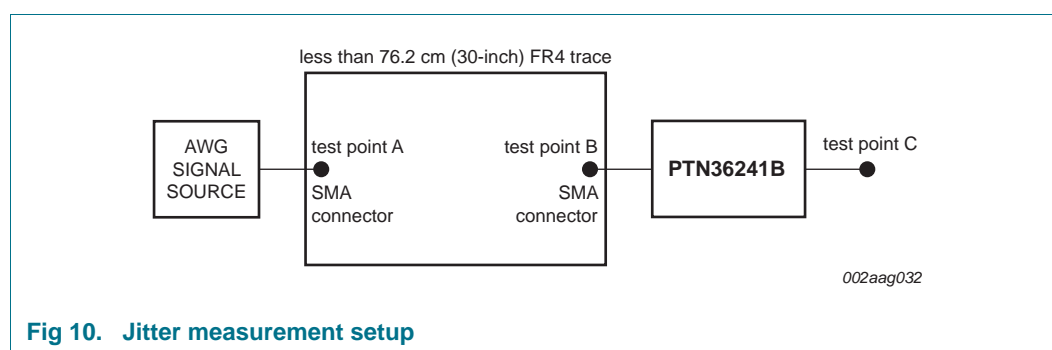 less than 76.2 cm (30-inch) FR4 trace
AWG
SIGNAL
SOURCE
test point A
SMA
connector
test point B
SMA
connector
PTN36241B
test point C
002aag032
Fig 10. Jitter measurement setup